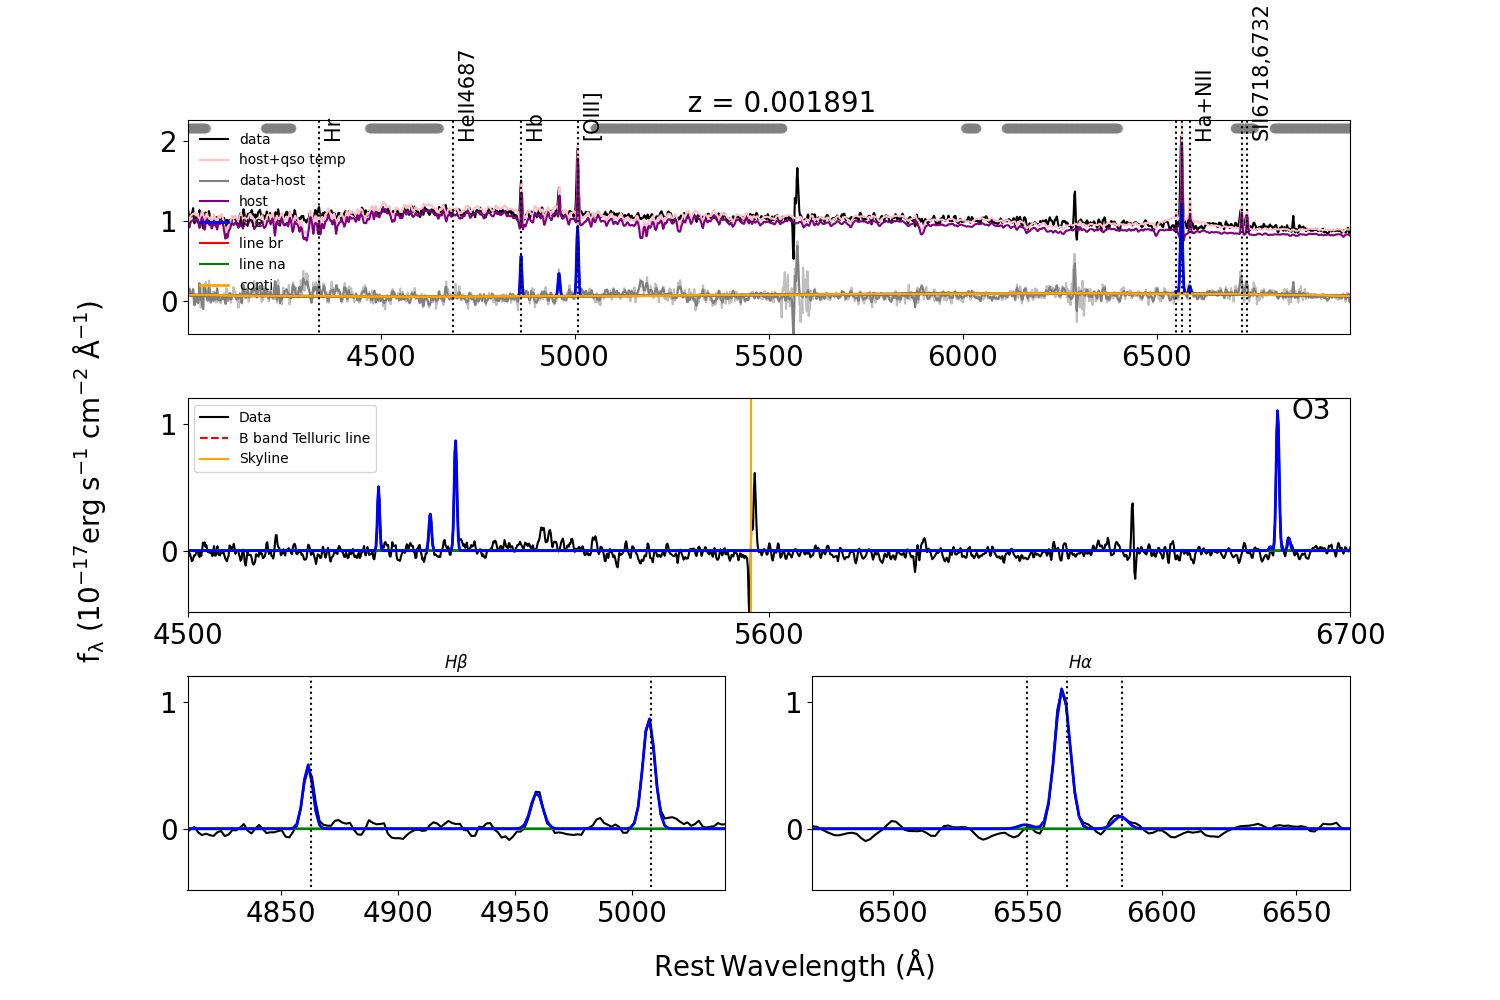 z = 0.001891
Hr
HeII4687
Hb
[OIII]
Ha+NII
SII6718,6732
data
host+qso temp
data-host
host
line br
line na
conti
2
1
0
4500 5000 5500 6000 6500
fλ (10⁻¹⁷erg s⁻¹ cm⁻² Å⁻¹)
O3
Data
B band Telluric line
Skyline
1
0
4500 5600 6700
Hβ
1
0
4850 4900 4950 5000
Hα
1
0
6500 6550 6600 6650
Rest Wavelength (Å)